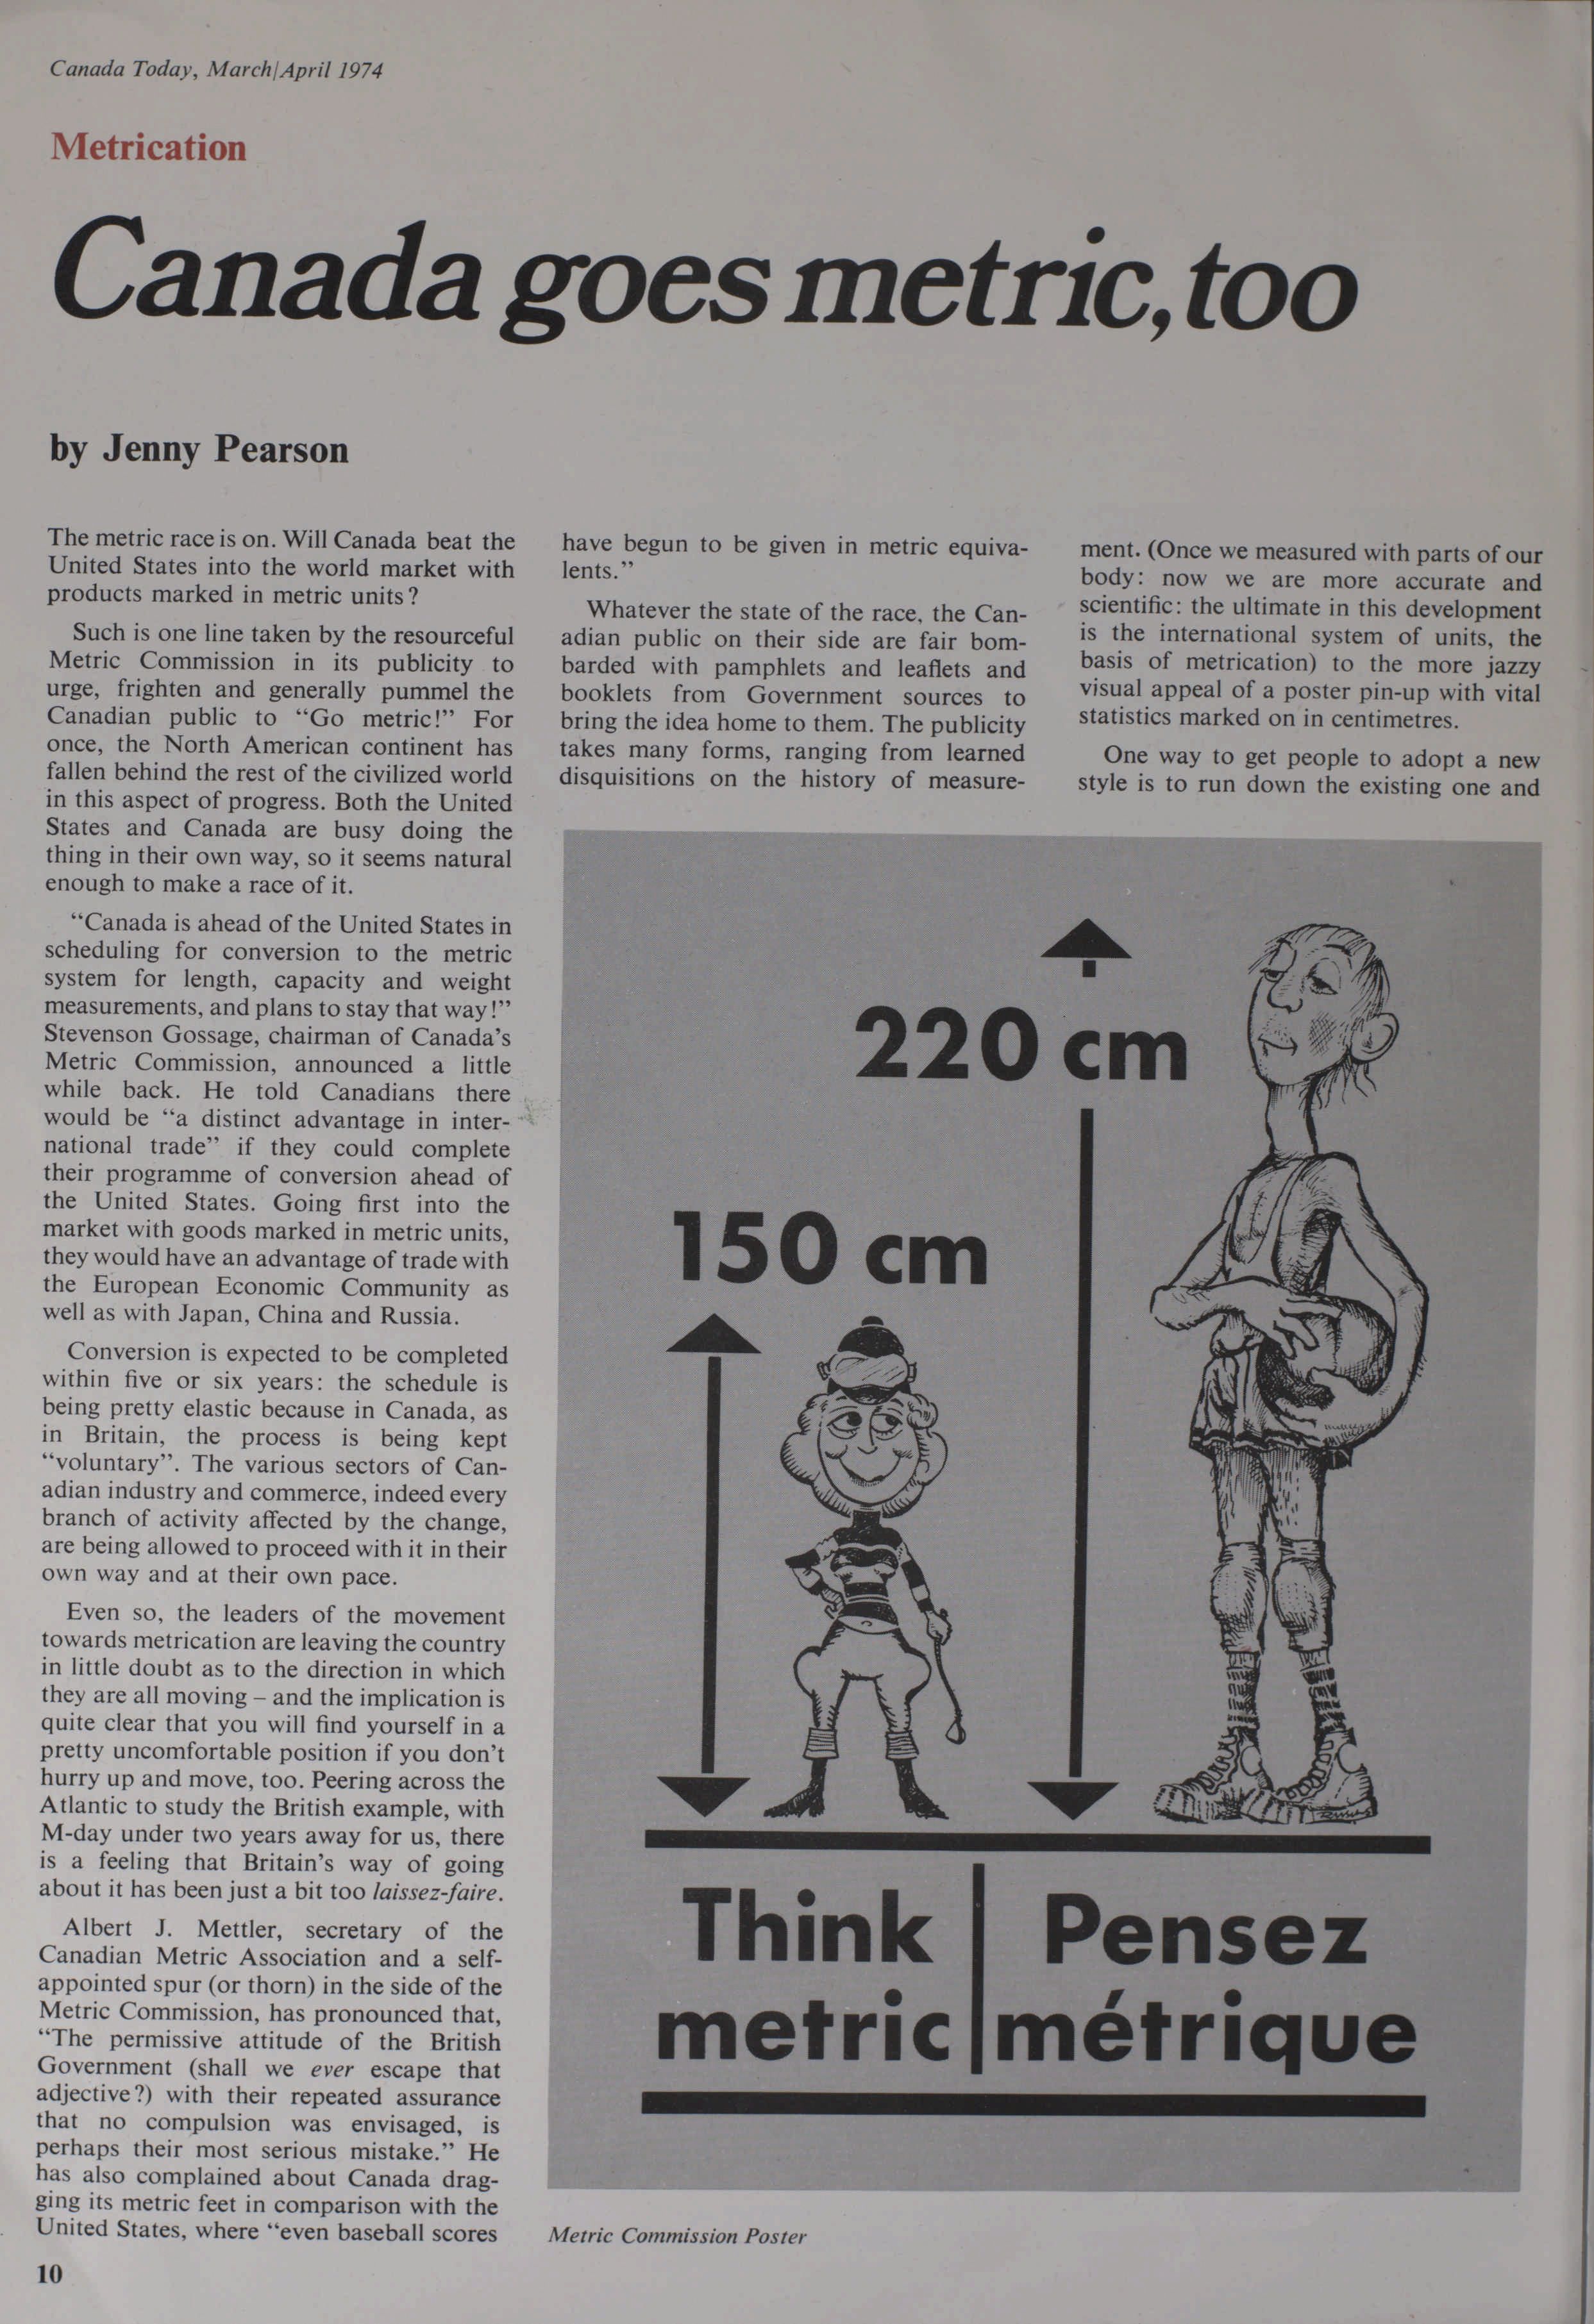 Canada Today, March/April 1974
Metrication
Canada goes metric, too
by Jenny Pearson
The metric race is on. Will Canada beat the
United States into the world market with
products marked in metric units?
Such is one line taken by the resourceful
Metric Commission in its publicity to
urge, frighten and generally pummel the
Canadian public to “Go metric!” For
once, the North American continent has
fallen behind the rest of the civilized world
in this aspect of progress. Both the United
States and Canada are busy doing the
thing in their own way, so it seems natural
enough to make a race of it.
“Canada is ahead of the United States in
scheduling for conversion to the metric
system for length, capacity and weight
measurements, and plans to stay that way!”
Stevenson Gossage, chairman of Canada’s
Metric Commission, announced a little
while back. He told Canadians there
would be “a distinct advantage in inter-
national trade” if they could complete
their programme of conversion ahead of
the United States. Going first into the
market with goods marked in metric units,
they would have an advantage of trade with
the European Economic Community as
well as with Japan, China and Russia.
Conversion is expected to be completed
within five or six years: the schedule is
being pretty elastic because in Canada, as
in Britain, the process is being kept
“voluntary”. The various sectors of Can-
adian industry and commerce, indeed every
branch of activity affected by the change,
are being allowed to proceed with it in their
own way and at their own pace.
Even so, the leaders of the movement
towards metrication are leaving the country
in little doubt as to the direction in which
they are all moving – and the implication is
quite clear that you will find yourself in a
pretty uncomfortable position if you don’t
hurry up and move, too. Peering across the
Atlantic to study the British example, with
M-day under two years away for us, there
is a feeling that Britain’s way of going
about it has been just a bit too laissez-faire.
Albert J. Mettler, secretary of the
Canadian Metric Association and a self-
appointed spur (or thorn) in the side of the
Metric Commission, has pronounced that,
“The permissive attitude of the British
Government (shall we ever escape that
adjective?) with their repeated assurance
that no compulsion was envisaged, is
perhaps their most serious mistake.” He
has also complained about Canada drag-
ging its metric feet in comparison with the
United States, where “even baseball scores
have begun to be given in metric equiva-
lents.”
Whatever the state of the race, the Can-
adian public on their side are fair bom-
barded with pamphlets and leaflets and
booklets from Government sources to
bring the idea home to them. The publicity
takes many forms, ranging from learned
disquisitions on the history of measure-
ment. (Once we measured with parts of our
body: now we are more accurate and
scientific: the ultimate in this development
is the international system of units, the
basis of metrication) to the more jazzy
visual appeal of a poster pin-up with vital
statistics marked on in centimetres.
One way to get people to adopt a new
style is to run down the existing one and
220 cm
150 cm
Think
metric
Pensez
métrique
Metric Commission Poster
10